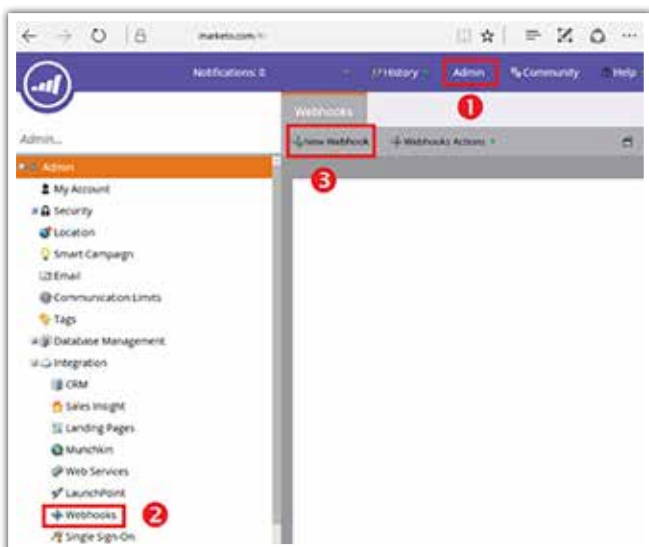 marketo.com/
Notifications: 0 History Admin Community Help
1
Webhooks
Admin...
New Webhook Webhooks Actions
3
Admin
My Account
Security
Location
Smart Campaign
Email
Communication Limits
Tags
Database Management
Integration
CRM
Sales Insight
Landing Pages
Munchkin
Web Services
LaunchPoint
Webhooks 2
Single Sign-On